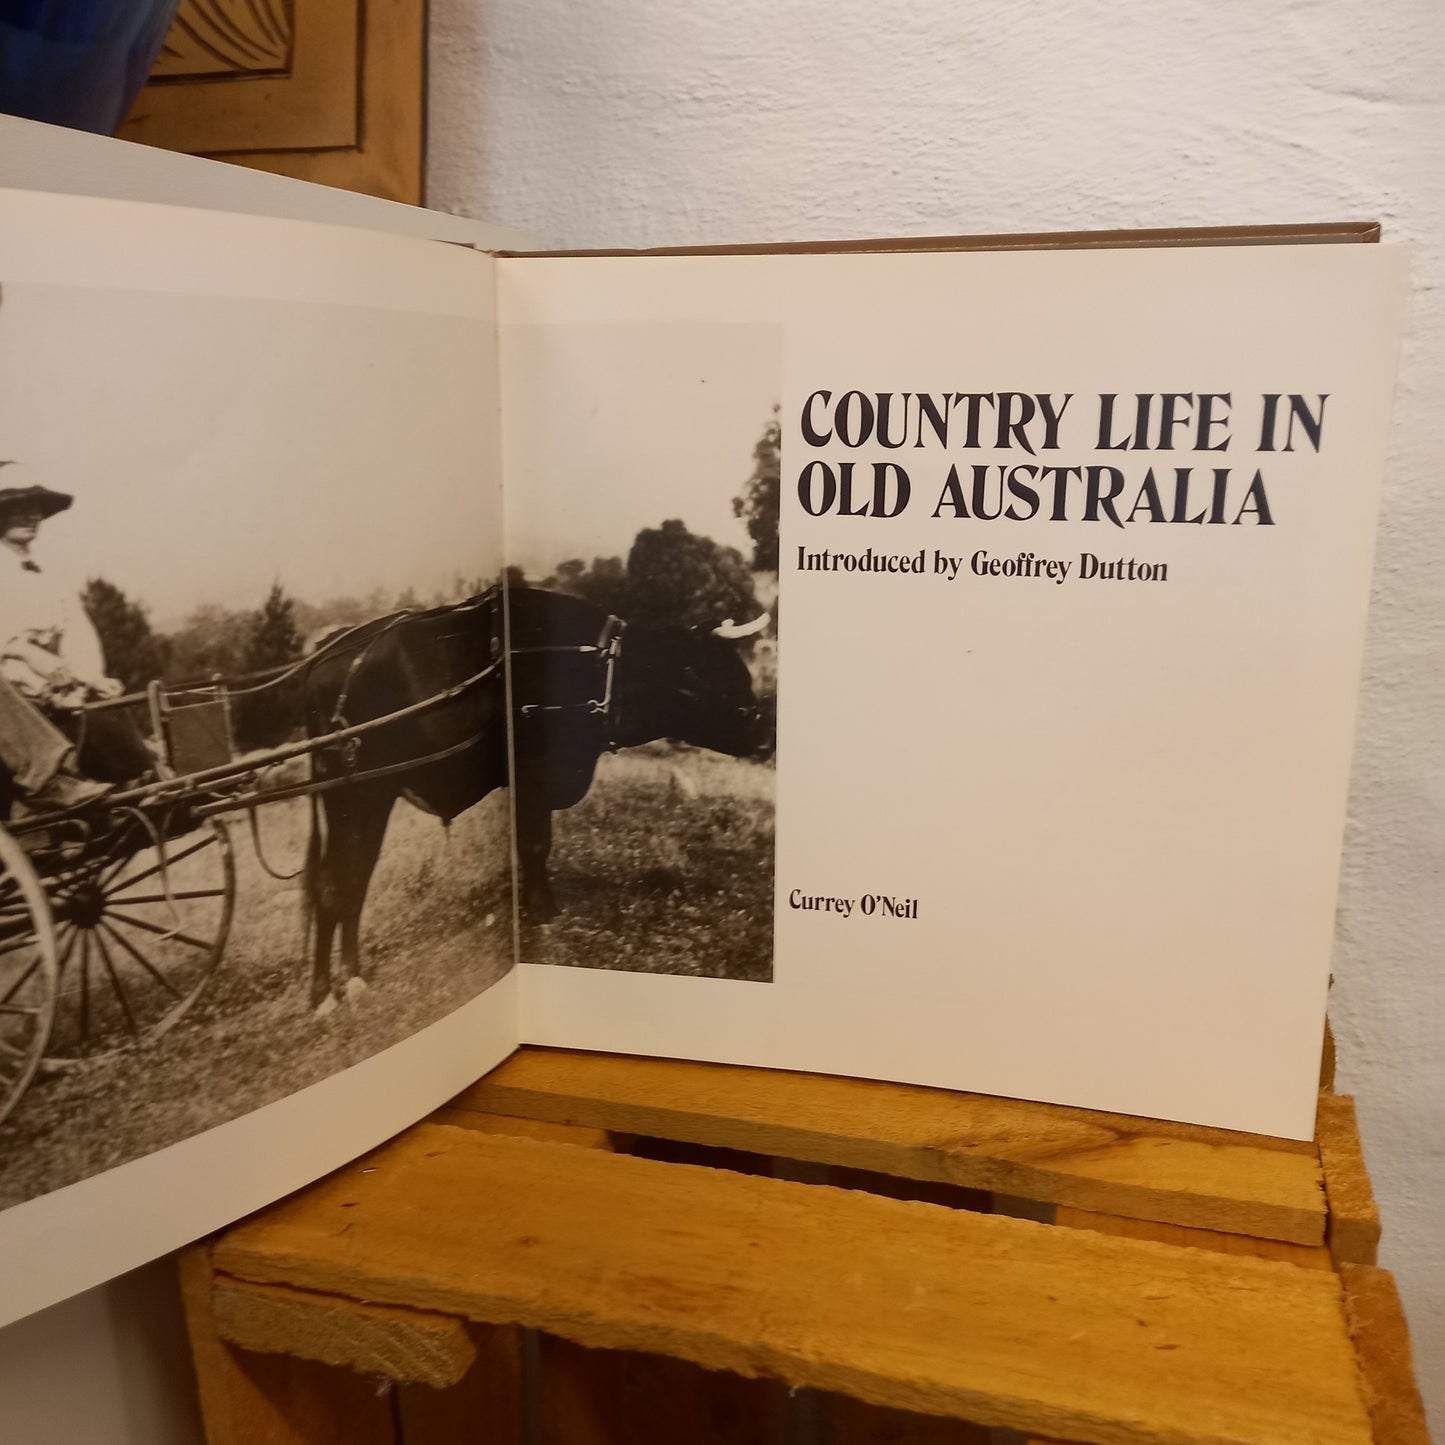 COUNTRY LIFE IN
OLD AUSTRALIA
Introduced by Geoffrey Dutton
Currey O'Neil